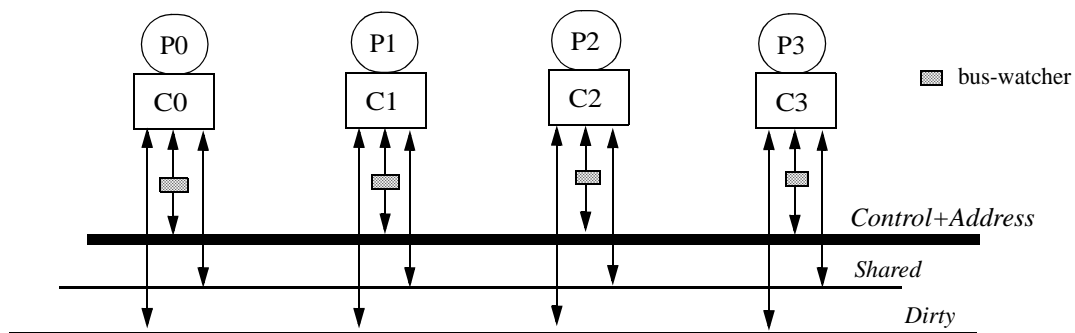 P0
P1
P2
P3
C0
C1
C2
C3
bus-watcher
Control+Address
Shared
Dirty